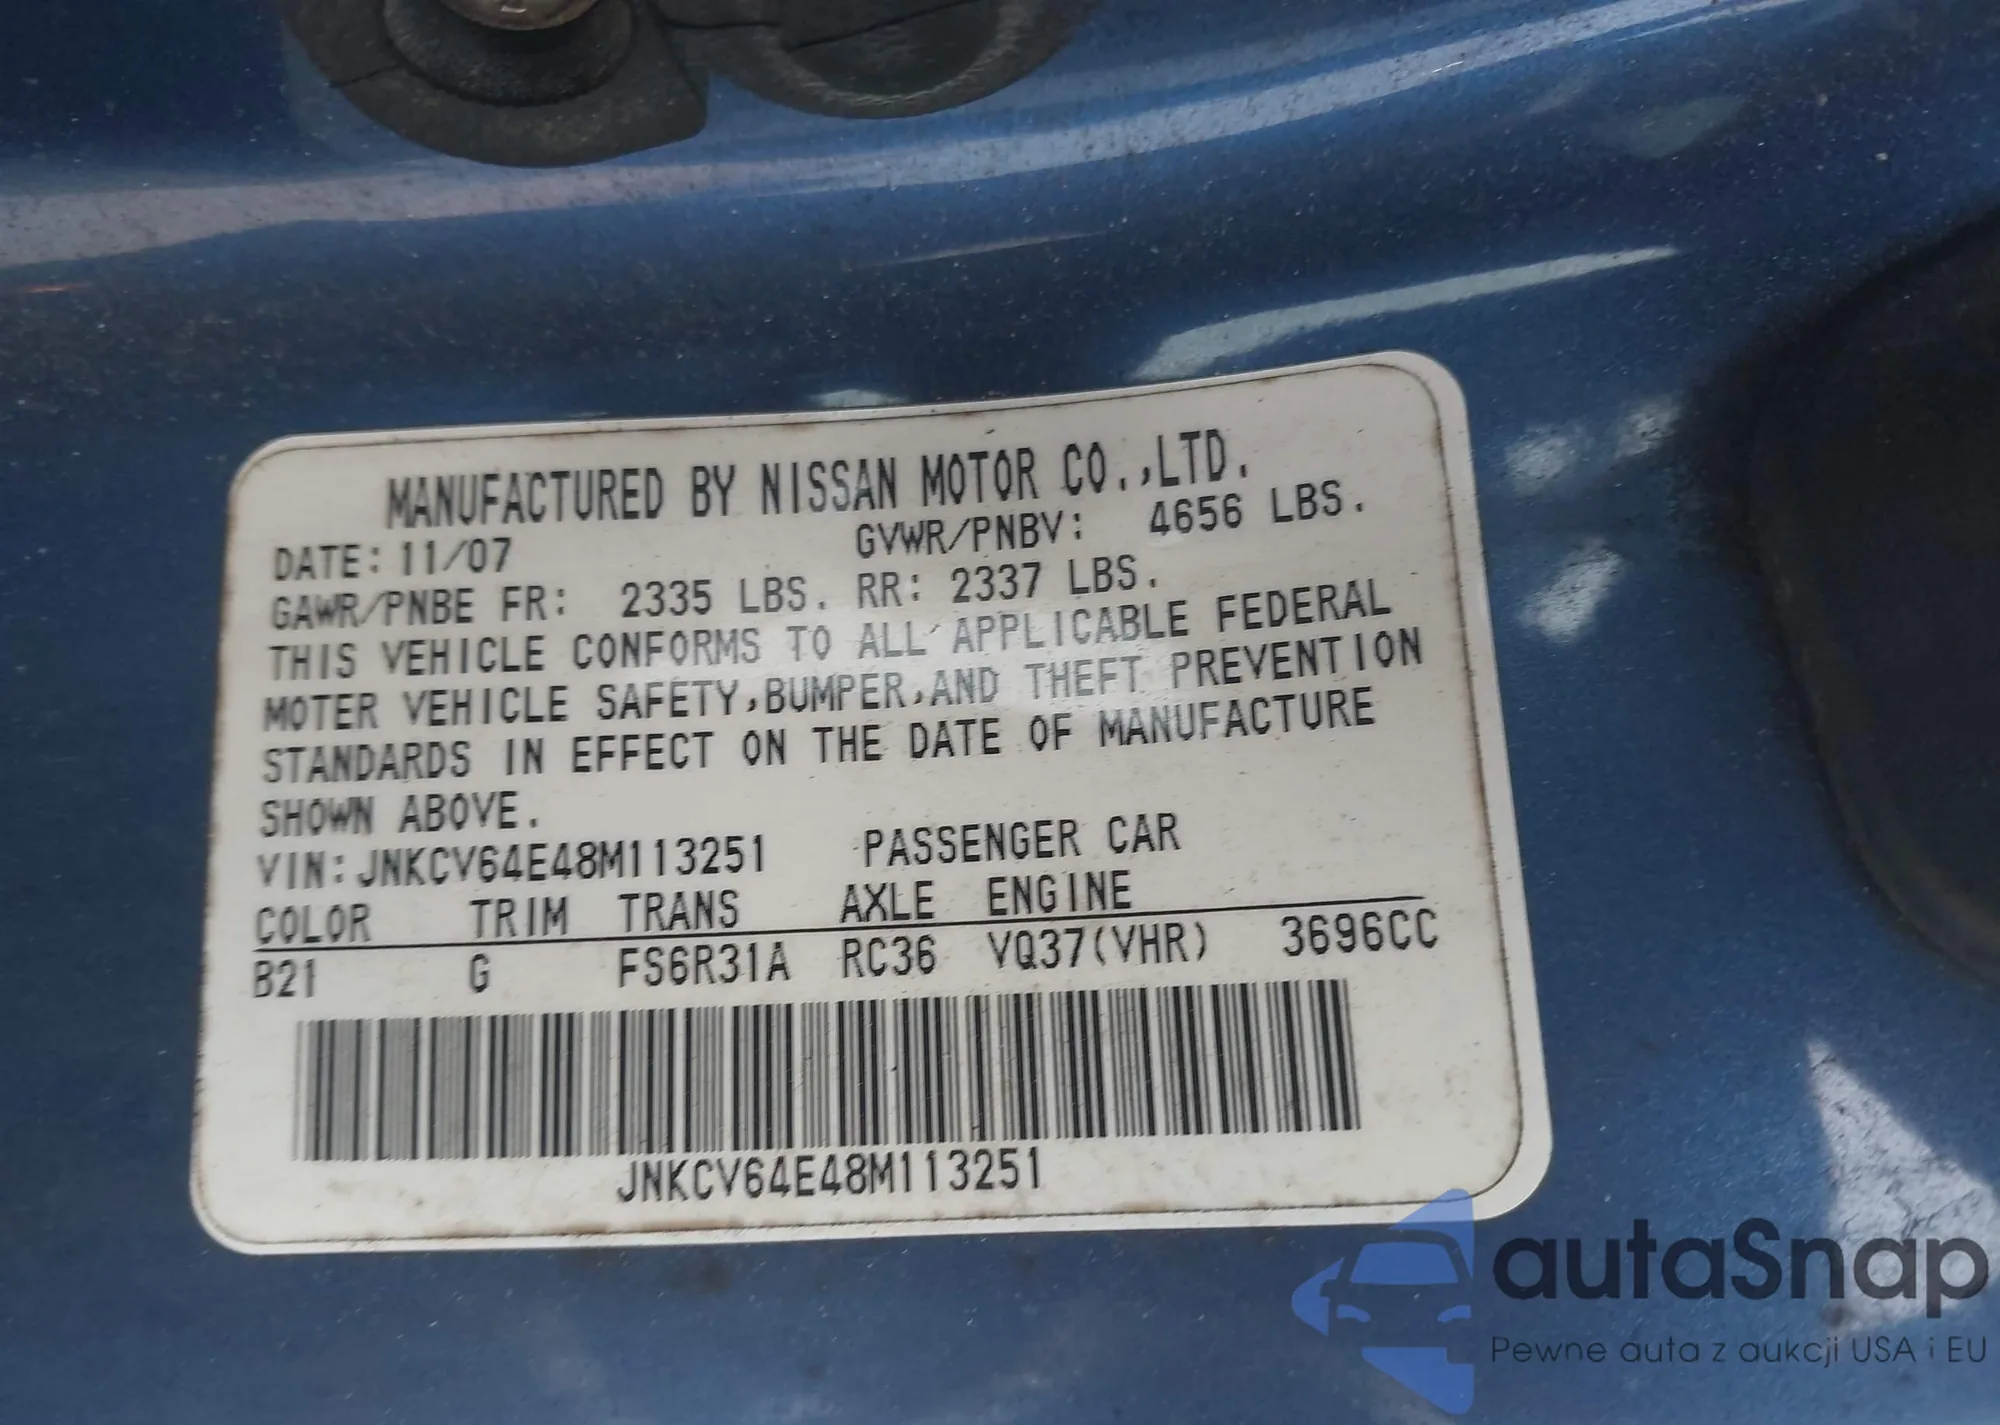 MANUFACTURED BY NISSAN MOTOR CO.,LTD.
DATE: 11/07 GVWR/PNBV: 4656 LBS.
GAWR/PNBE FR: 2335 LBS. RR: 2337 LBS.
THIS VEHICLE CONFORMS TO ALL APPLICABLE FEDERAL
MOTER VEHICLE SAFETY,BUMPER,AND THEFT PREVENTION
STANDARDS IN EFFECT ON THE DATE OF MANUFACTURE
SHOWN ABOVE.
VIN: JNKCV64E48M113251 PASSENGER CAR
COLOR TRIM TRANS AXLE ENGINE
B21 G FS6R31A RC36 VQ37(VHR) 3696CC
JNKCV64E48M113251
autaSnap
Pewne auta z aukcji USA i EU